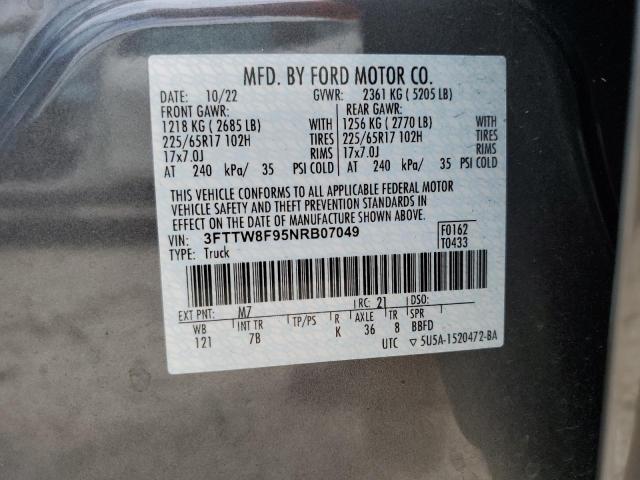 MFD. BY FORD MOTOR CO.
DATE: 10/22 GVWR: 2361 KG ( 5205 LB)
FRONT GAWR: REAR GAWR:
1218 KG ( 2685 LB) 1256 KG ( 2770 LB)
225/65R17 102H TIRES 225/65R17 102H TIRES
17x7.0J RIMS 17x7.0J RIMS
AT 240 kPa/ 35 PSI COLD AT 240 kPa/ 35 PSI COLD
THIS VEHICLE CONFORMS TO ALL APPLICABLE FEDERAL MOTOR
VEHICLE SAFETY AND THEFT PREVENTION STANDARDS IN
EFFECT ON THE DATE OF MANUFACTURE SHOWN ABOVE.
VIN: 3FTTW8F95NRB07049 F0162
TYPE: Truck T0433
EXT PNT: M7 RC: 21 DSO:
WB INT TR TP/PS R AXLE TR SPR
121 7B K 36 8 BBFD
UTC ▽ 5U5A-1520472-BA